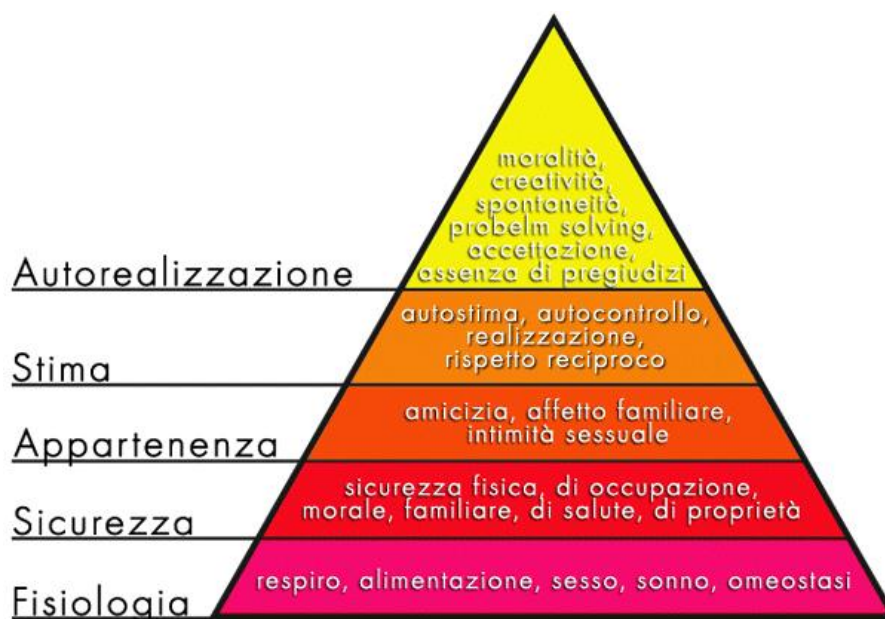 moralità,
creatività,
spontaneità,
probelm solving,
accettazione,
assenza di pregiudizi
Autorealizzazione
autostima, autocontrollo,
realizzazione,
rispetto reciproco
Stima
amicizia, affetto familiare,
intimità sessuale
Appartenenza
sicurezza fisica, di occupazione,
morale, familiare, di salute, di proprietà
Sicurezza
respiro, alimentazione, sesso, sonno, omeostasi
Fisiologia